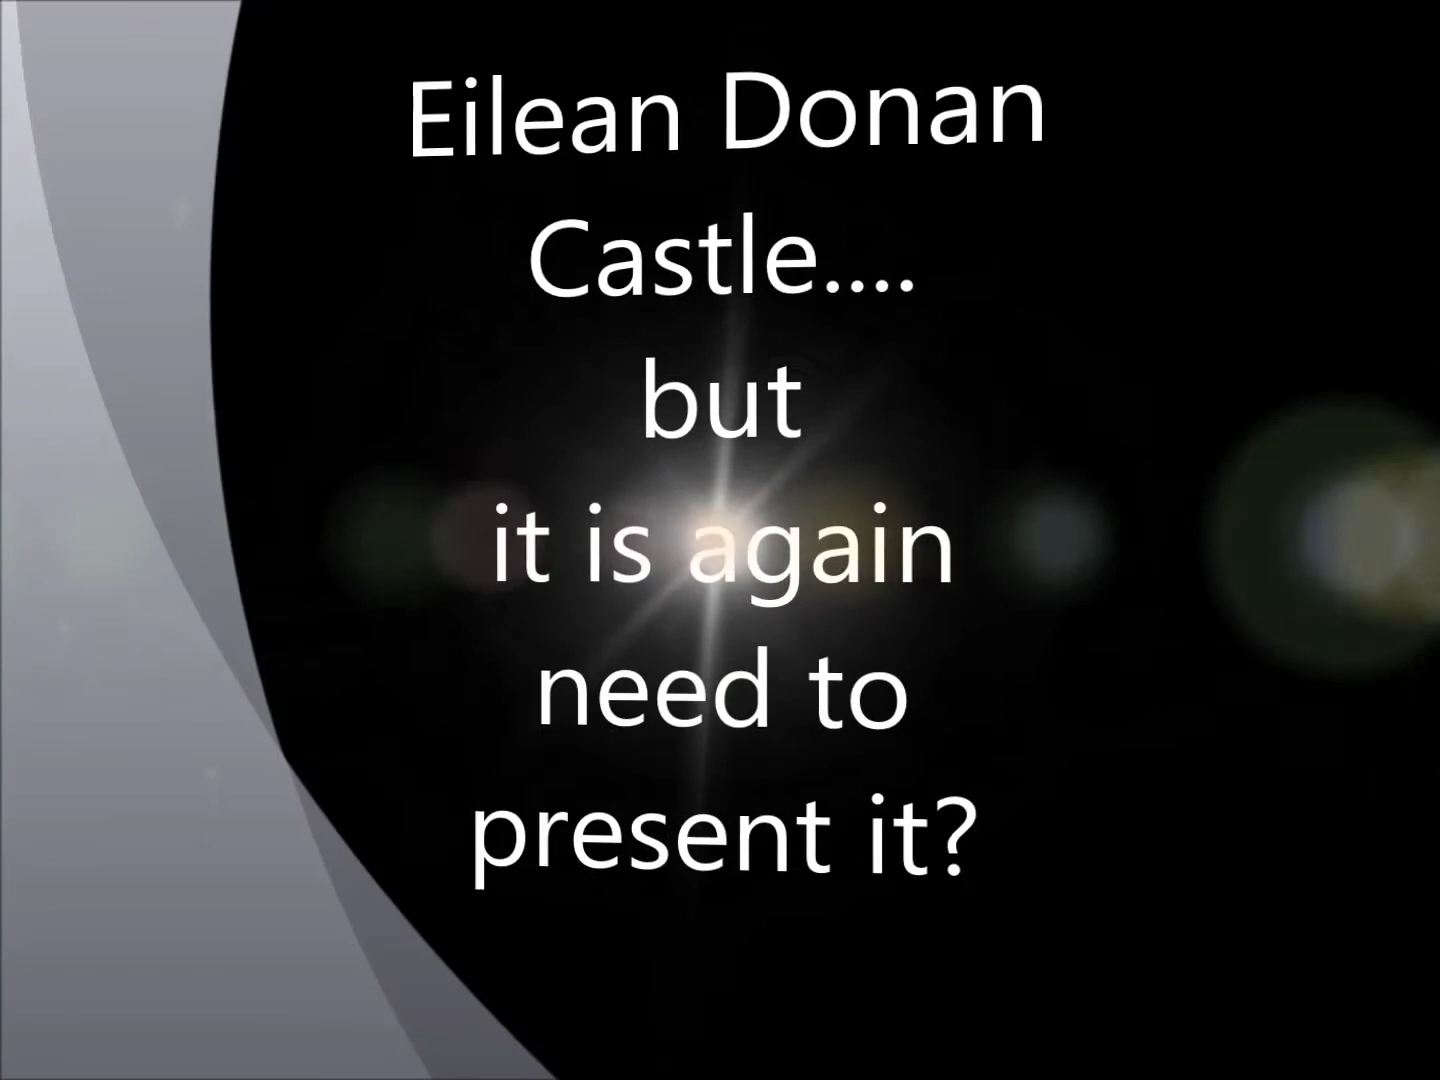 Eilean Donan
Castle....
but
it is again
need to
present it?